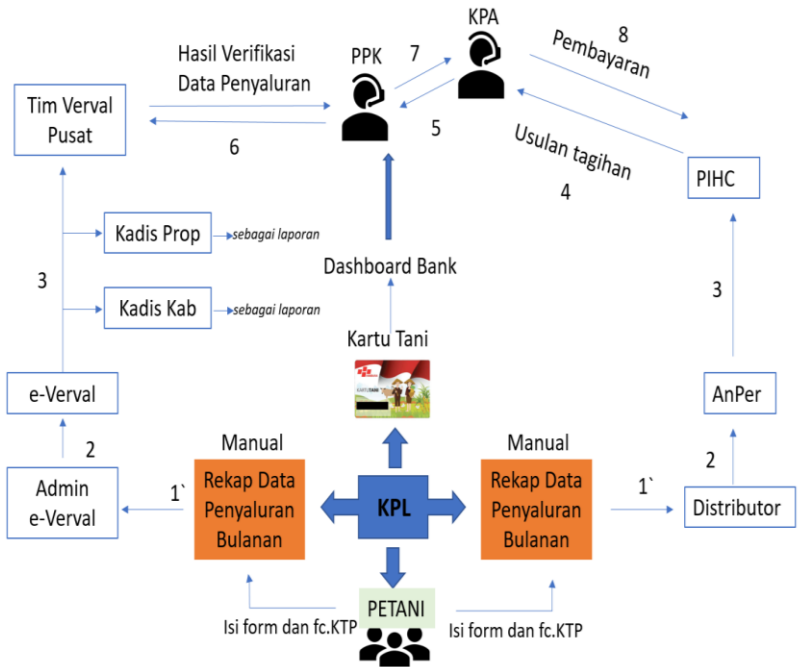 KPA
8
Hasil Verifikasi
Data Penyaluran
PPK
7
Pembayaran
Tim Verval
Pusat
6
5
Usulan tagihan
4
PIHC
Kadis Prop
sebagai laporan
Dashboard Bank
3
3
Kadis Kab
sebagai laporan
Kartu Tani
e-Verval
AnPer
2
Manual
Manual
2
Admin
e-Verval
1`
Rekap Data
Penyaluran
Bulanan
KPL
Rekap Data
Penyaluran
Bulanan
1`
Distributor
PETANI
Isi form dan fc.KTP
Isi form dan fc.KTP